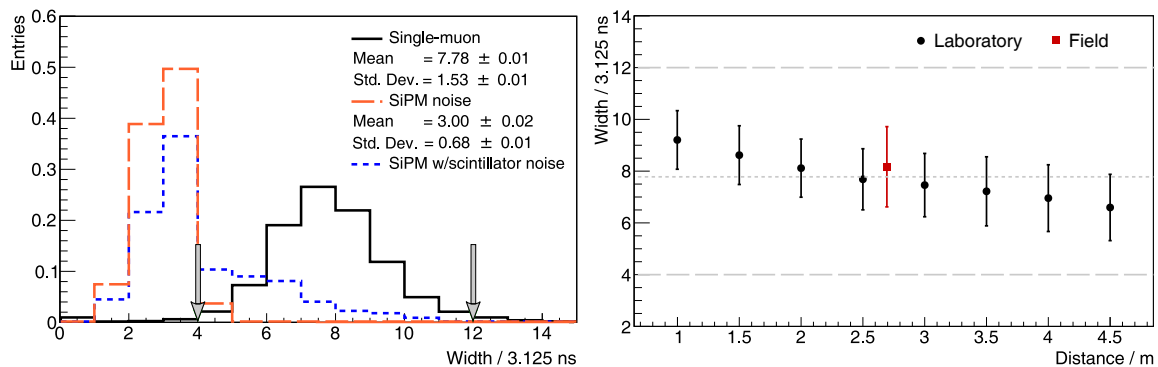 Entries
0.6
0.5
0.4
0.3
0.2
0.1
0
0 2 4 6 8 10 12 14
Width / 3.125 ns
Single-muon
Mean = 7.78 ± 0.01
Std. Dev. = 1.53 ± 0.01
SiPM noise
Mean = 3.00 ± 0.02
Std. Dev. = 0.68 ± 0.01
SiPM w/scintillator noise
Width / 3.125 ns
14
12
10
8
6
4
2
1 1.5 2 2.5 3 3.5 4 4.5
Distance / m
Laboratory Field